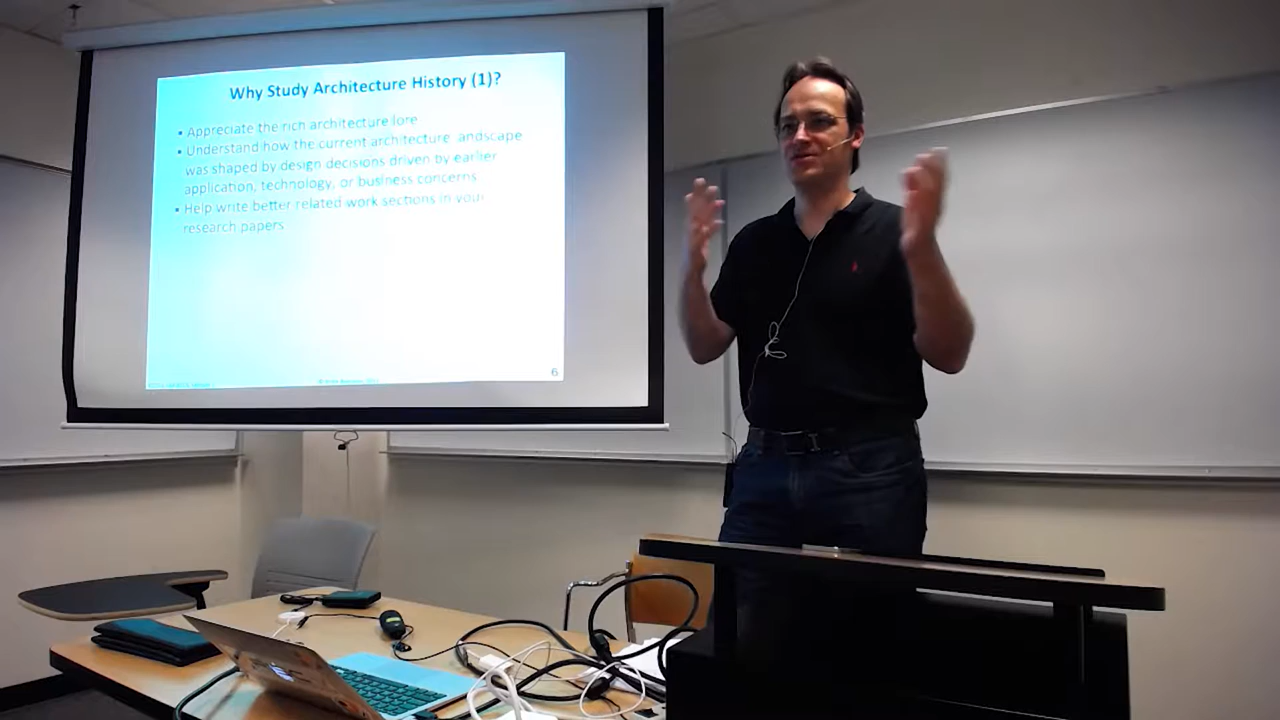 Why Study Architecture History (1)?
▪ Appreciate the rich architecture lore
▪ Understand how the current architecture landscape
was shaped by design decisions driven by earlier
application, technology, or business concerns
▪ Help write better related work sections in your
research papers
6